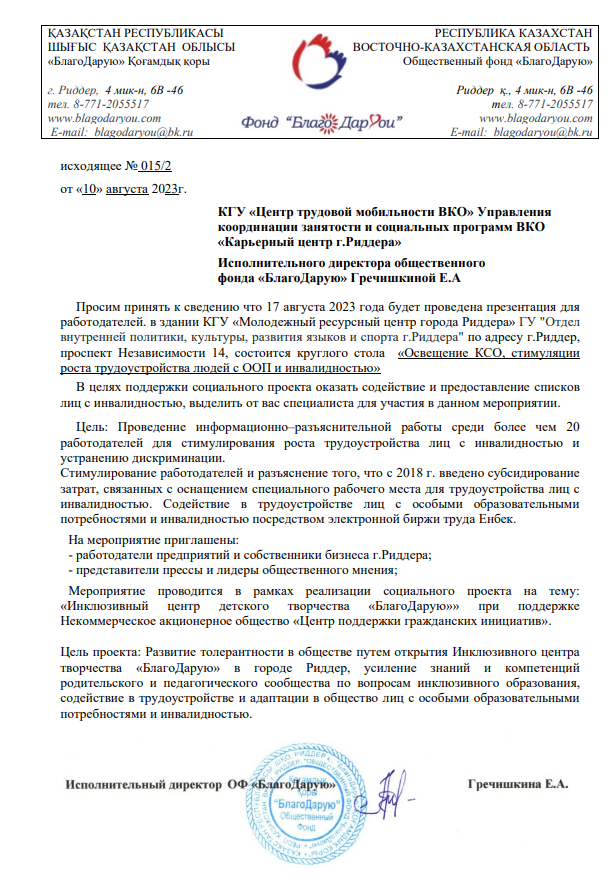 ҚАЗАҚСТАН РЕСПУБЛИКАСЫ
ШЫҒЫС ҚАЗАҚСТАН ОБЛЫСЫ
«БлагоДарую» Қоғамдық қоры
г. Риддер, 4 мик-н, 6В -46
тел. 8-771-2055517
www.blagodaryou.kz
E-mail: blagodaryou@bk.ru
Фонд "БлагоДарYои"
РЕСПУБЛИКА КАЗАХСТАН
ВОСТОЧНО-КАЗАХСТАНСКАЯ ОБЛАСТЬ
Общественный фонд «БлагоДарую»
Риддер қ., 4 мик-н, 6В -46
тел. 8-771-2055517
www.blagodaryou.kz
E-mail: blagodaryou@bk.ru
исходящее № 015/2
от «10» августа 2023г.
КГУ «Центр трудовой мобильности ВКО» Управления
координации занятости и социальных программ ВКО
«Карьерный центр г.Риддера»
Исполнительного директора общественного
фонда «БлагоДарую» Гречишкиной Е.А
Просим принять к сведению что 17 августа 2023 года будет проведена презентация для
работодателей. в здании КГУ «Молодежный ресурсный центр города Риддера» ГУ "Отдел
внутренней политики, культуры, развития языков и спорта г.Риддера" по адресу г.Риддер,
проспект Независимости 14, состоится круглого стола «Освещение КСО, стимуляции
роста трудоустройства людей с ООП и инвалидностью»
В целях поддержки социального проекта оказать содействие и предоставление списков
лиц с инвалидностью, выделить от вас специалиста для участия в данном мероприятии.
Цель: Проведение информационно–разъяснительной работы среди более чем 20
работодателей для стимулирования роста трудоустройства лиц с инвалидностью и
устранению дискриминации.
Стимулирование работодателей и разъяснение того, что с 2018 г. введено субсидирование
затрат, связанных с оснащением специального рабочего места для трудоустройства лиц с
инвалидностью. Содействие в трудоустройстве лиц с особыми образовательными
потребностями и инвалидностью посредством электронной биржи труда Енбек.
На мероприятие приглашены:
- работодатели предприятий и собственники бизнеса г.Риддера;
- представители прессы и лидеры общественного мнения;
Мероприятие проводится в рамках реализации социального проекта на тему:
«Инклюзивный центр детского творчества «БлагоДарую»» при поддержке
Некоммерческое акционерное общество «Центр поддержки гражданских инициатив».
Цель проекта: Развитие толерантности в обществе путем открытия Инклюзивного центра
творчества «БлагоДарую» в городе Риддер, усиление знаний и компетенций
родительского и педагогического сообщества по вопросам инклюзивного образования,
содействие в трудоустройстве и адаптации в общество лиц с особыми образовательными
потребностями и инвалидностью.
Исполнительный директор ОФ «БлагоДарую» Гречишкина Е.А.
Қоғамдық
Қоры
"БлагоДарую"
Общественный
Фонд